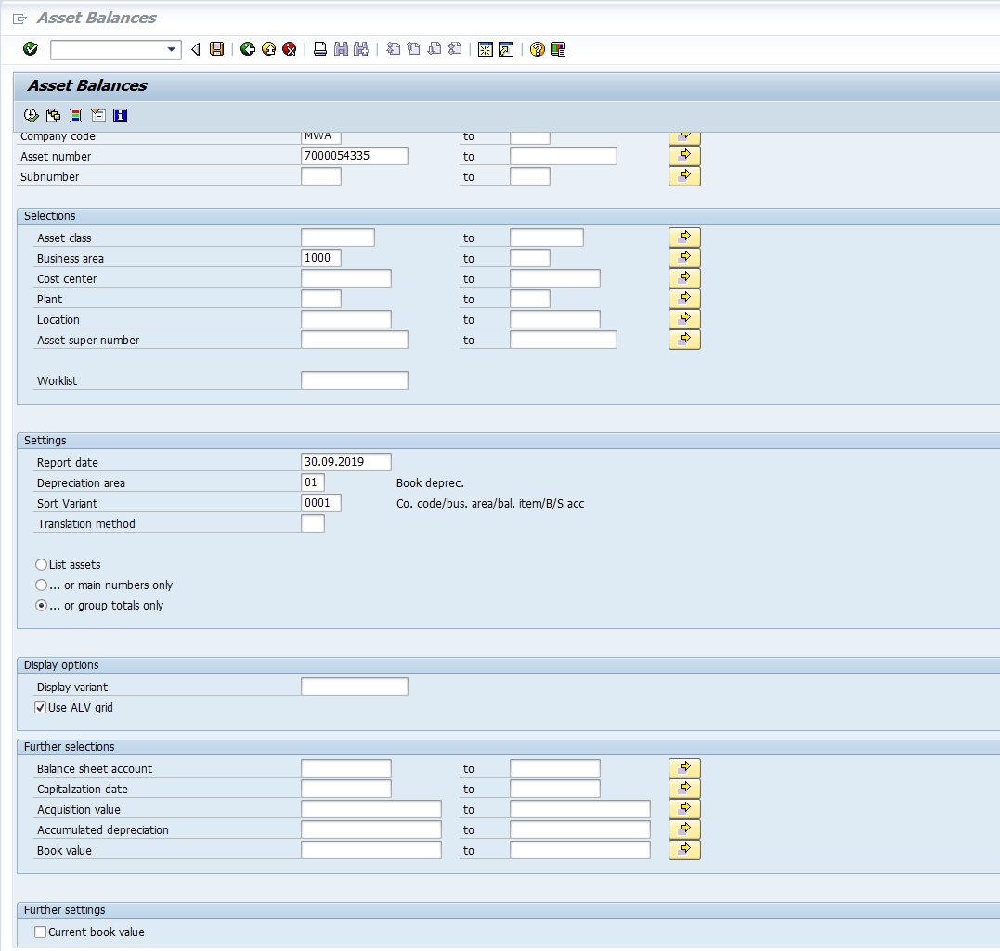 Asset Balances
Asset Balances
Company code MWA to
Asset number 7000054335 to
Subnumber to
Selections
Asset class to
Business area 1000 to
Cost center to
Plant to
Location to
Asset super number to
Worklist
Settings
Report date 30.09.2019
Depreciation area 01 Book deprec.
Sort Variant 0001 Co. code/bus. area/bal. item/B/S acc
Translation method
List assets
... or main numbers only
... or group totals only
Display options
Display variant
Use ALV grid
Further selections
Balance sheet account to
Capitalization date to
Acquisition value to
Accumulated depreciation to
Book value to
Further settings
Current book value